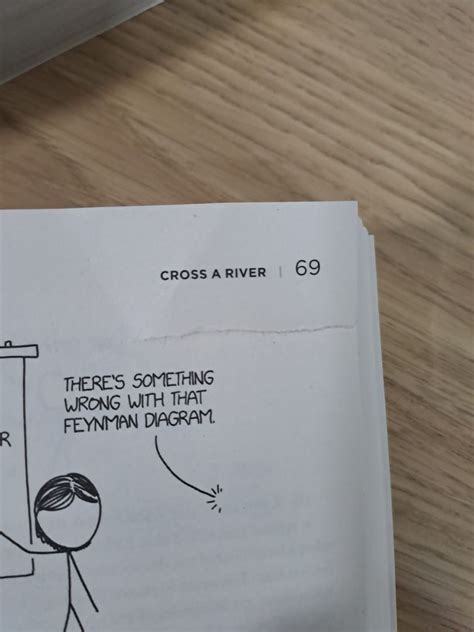 CROSS A RIVER | 69
THERE'S SOMETHING
WRONG WITH THAT
FEYNMAN DIAGRAM.
R